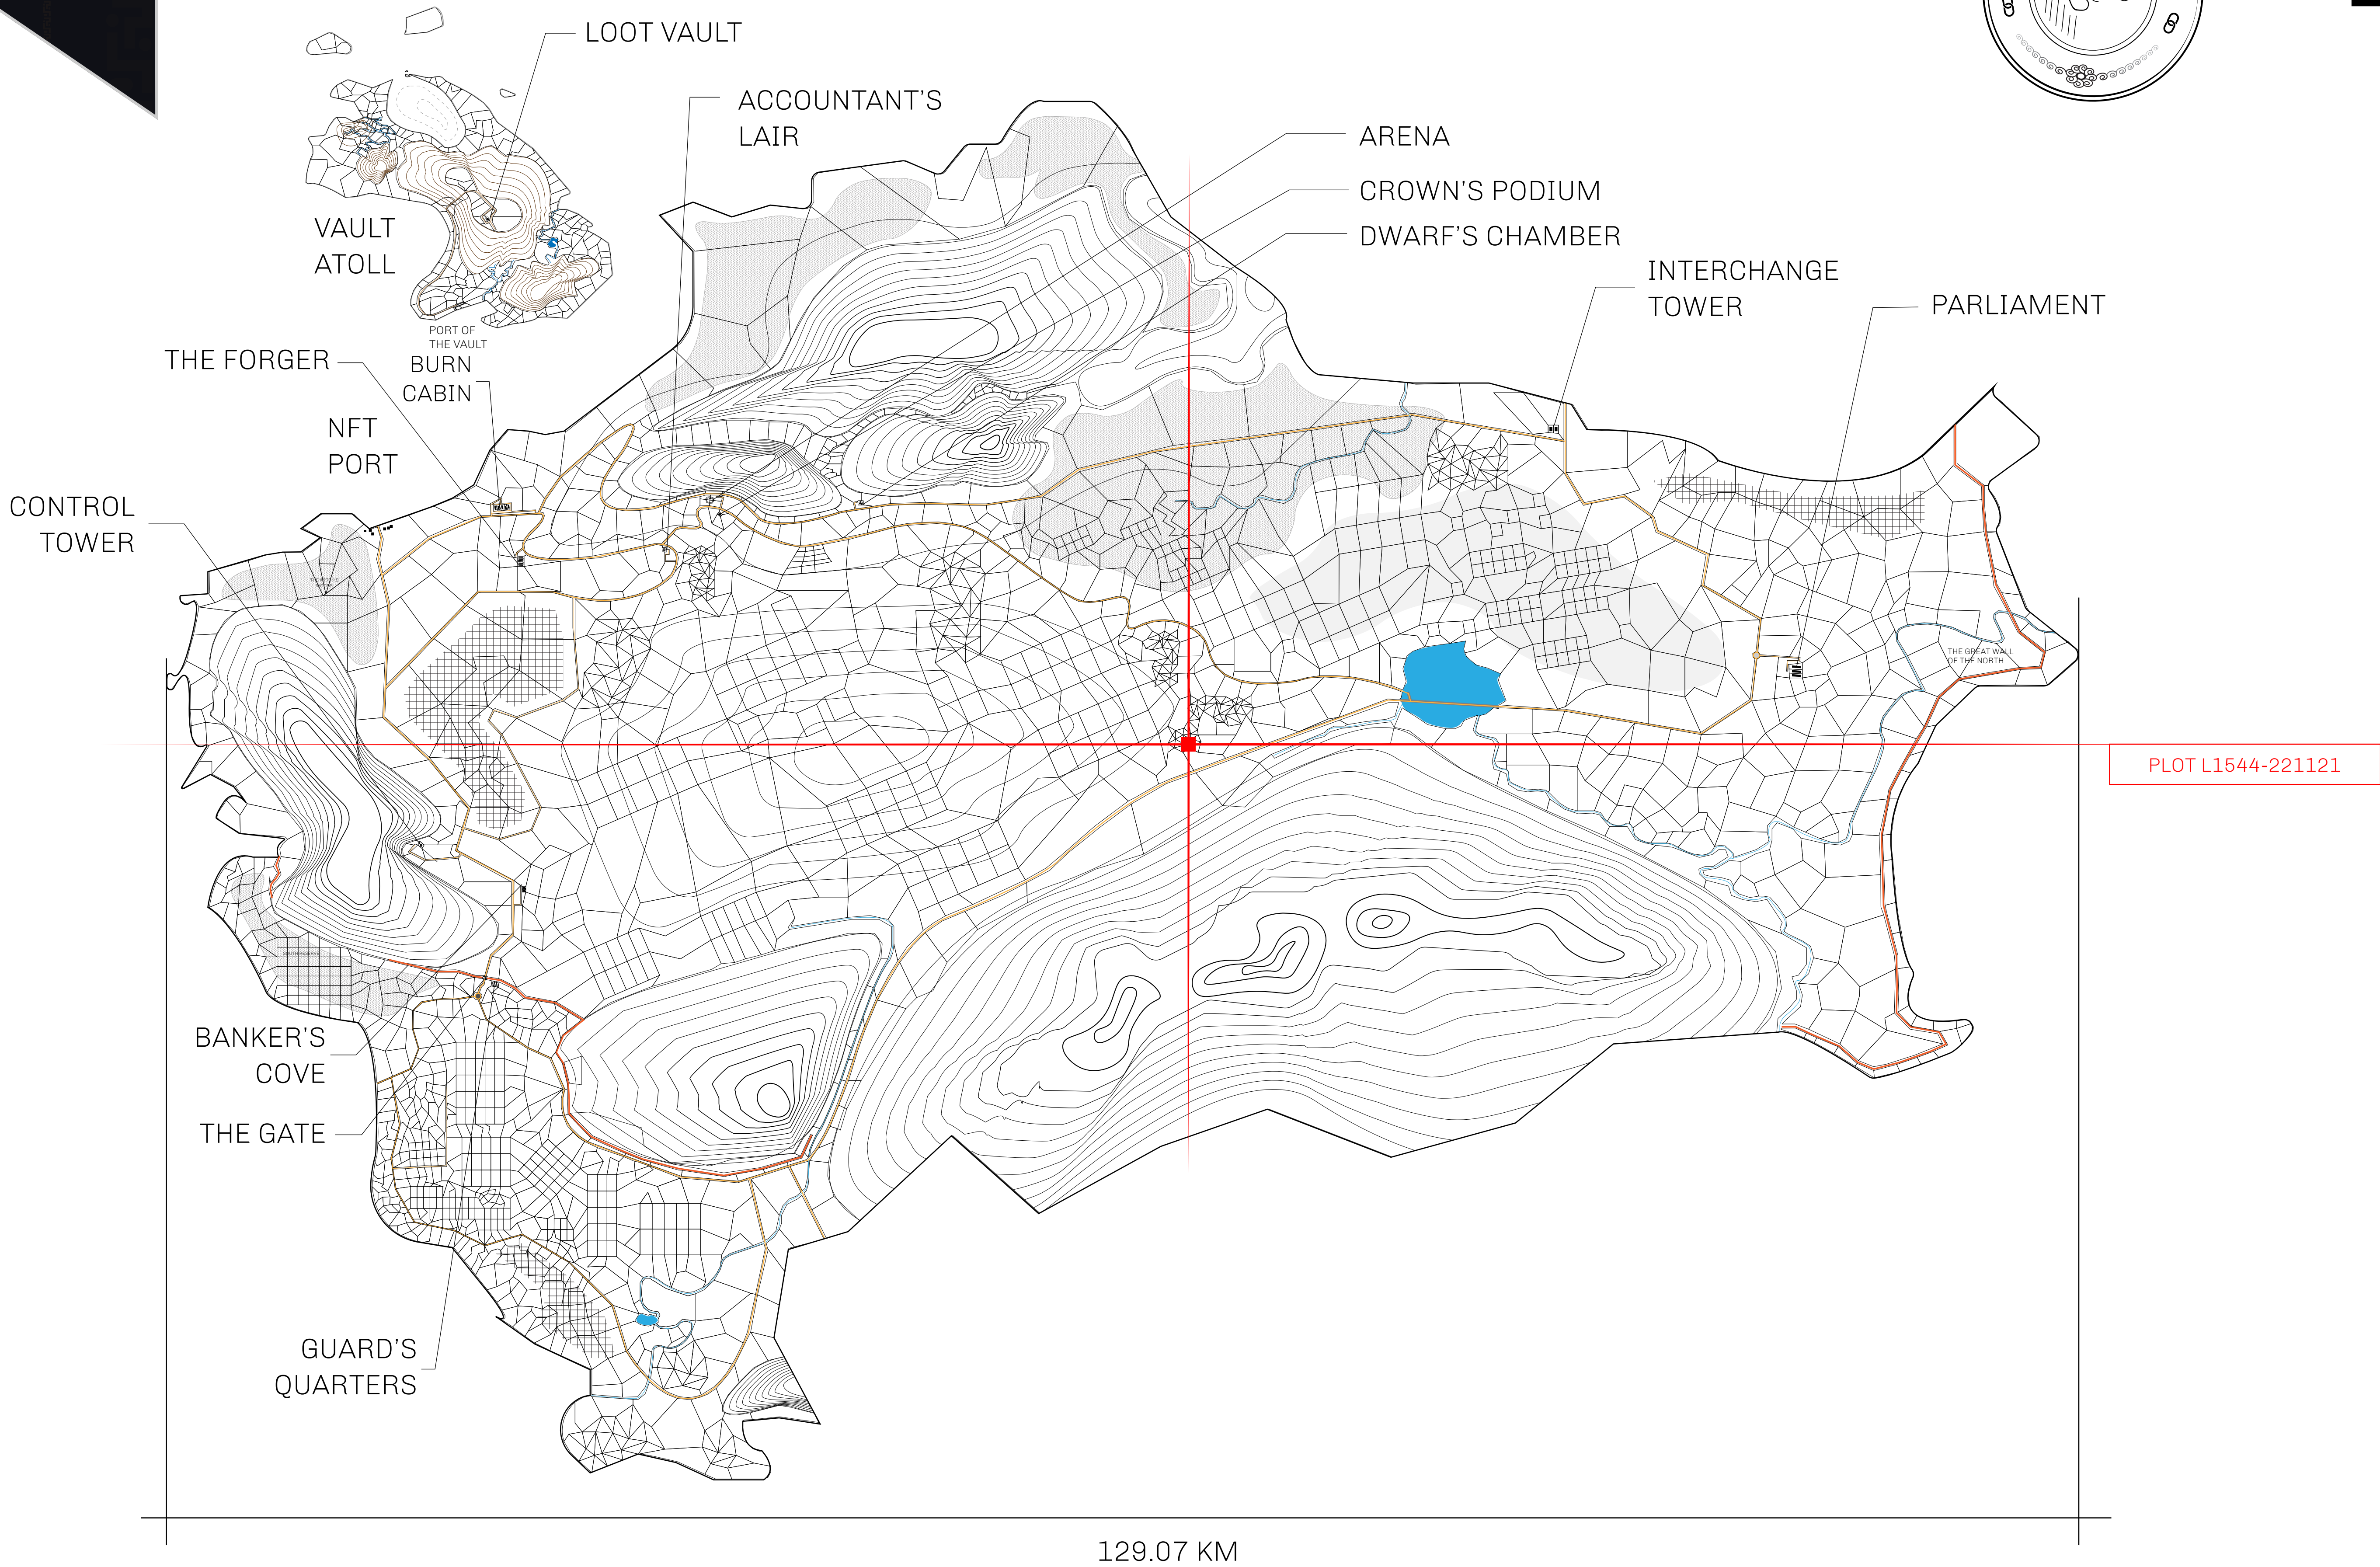 LOOT VAULT
ACCOUNTANT'S
LAIR
ARENA
CROWN'S PODIUM
DWARF'S CHAMBER
VAULT
ATOLL
INTERCHANGE
TOWER
PARLIAMENT
PORT OF
THE VAULT
THE FORGER
BURN
CABIN
NFT
PORT
CONTROL
TOWER
THE GREAT WALL
OF THE NORTH
PLOT L1544-221121
SOUTH RESERVE
BANKER'S
COVE
THE GATE
GUARD'S
QUARTERS
129.07 KM